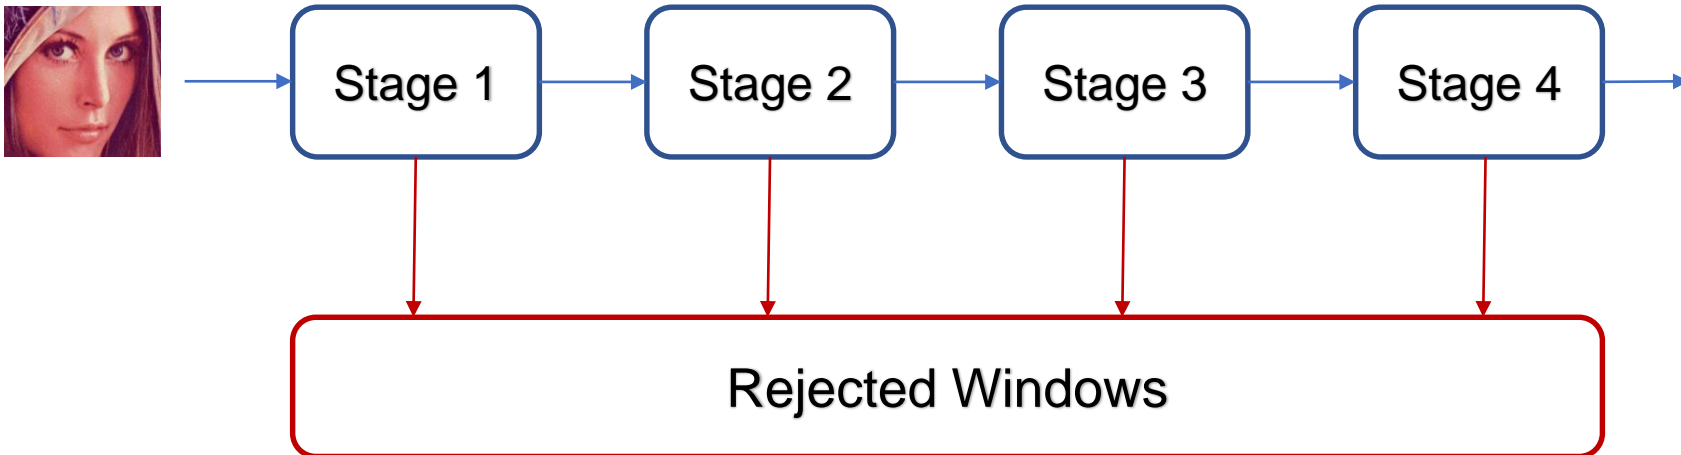 Stage 1
Stage 2
Stage 3
Stage 4
Rejected Windows